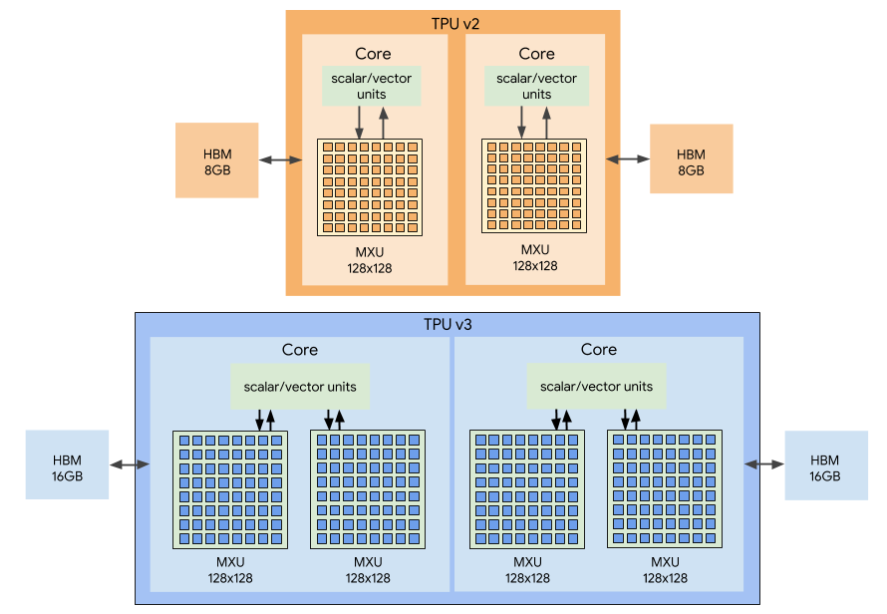 TPU v2
Core
Core
scalar/vector
units
scalar/vector
units
HBM
8GB
HBM
8GB
MXU
128x128
MXU
128x128
TPU v3
Core
Core
scalar/vector units
scalar/vector units
HBM
16GB
HBM
16GB
MXU
128x128
MXU
128x128
MXU
128x128
MXU
128x128